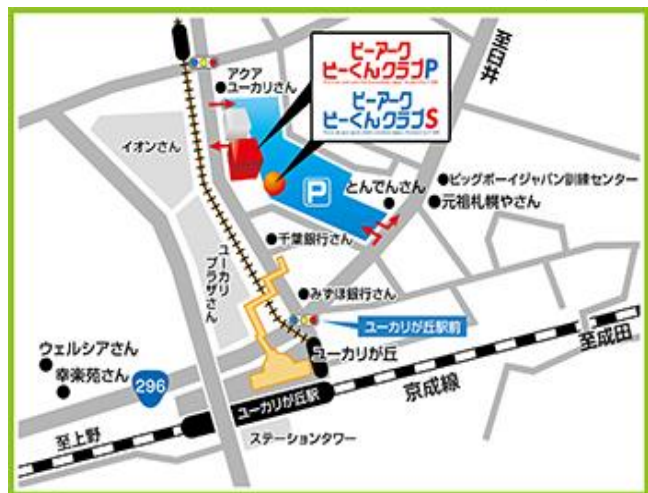 ピーアーク
ピーくんクラブP
ピーアーク
ピーくんクラブS
至臼井
アクア
ユーカリさん
イオンさん
P
とんでんさん
ビッグボーイジャパン訓練センター
元祖札幌やさん
千葉銀行さん
ユーカリ
プラザさん
みずほ銀行さん
ユーカリが丘駅前
ユーカリが丘
至成田
ウェルシアさん
幸楽苑さん
296
ユーカリが丘駅
京成線
至上野
ステーションタワー